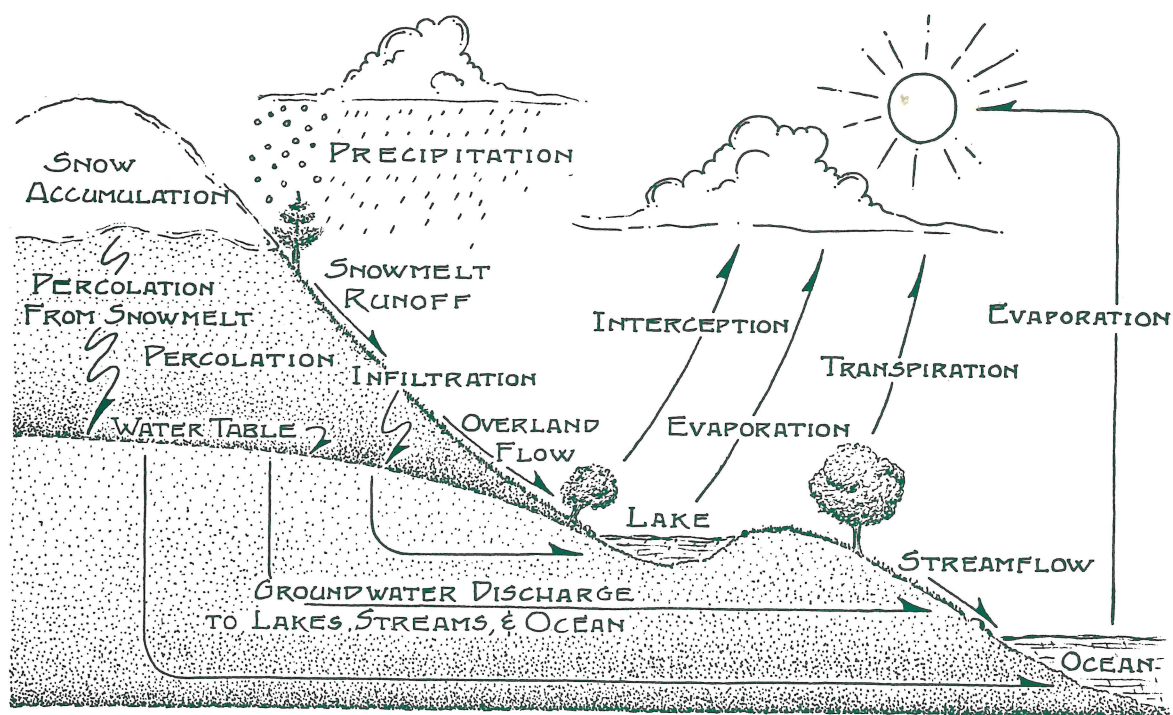 PRECIPITATION
SNOW
ACCUMULATION
SNOWMELT
RUNOFF
PERCOLATION
FROM SNOWMELT
PERCOLATION
INFILTRATION
WATER TABLE
OVERLAND
FLOW
INTERCEPTION
EVAPORATION
TRANSPIRATION
EVAPORATION
LAKE
STREAMFLOW
GROUNDWATER DISCHARGE
TO LAKES, STREAMS, & OCEAN
OCEAN